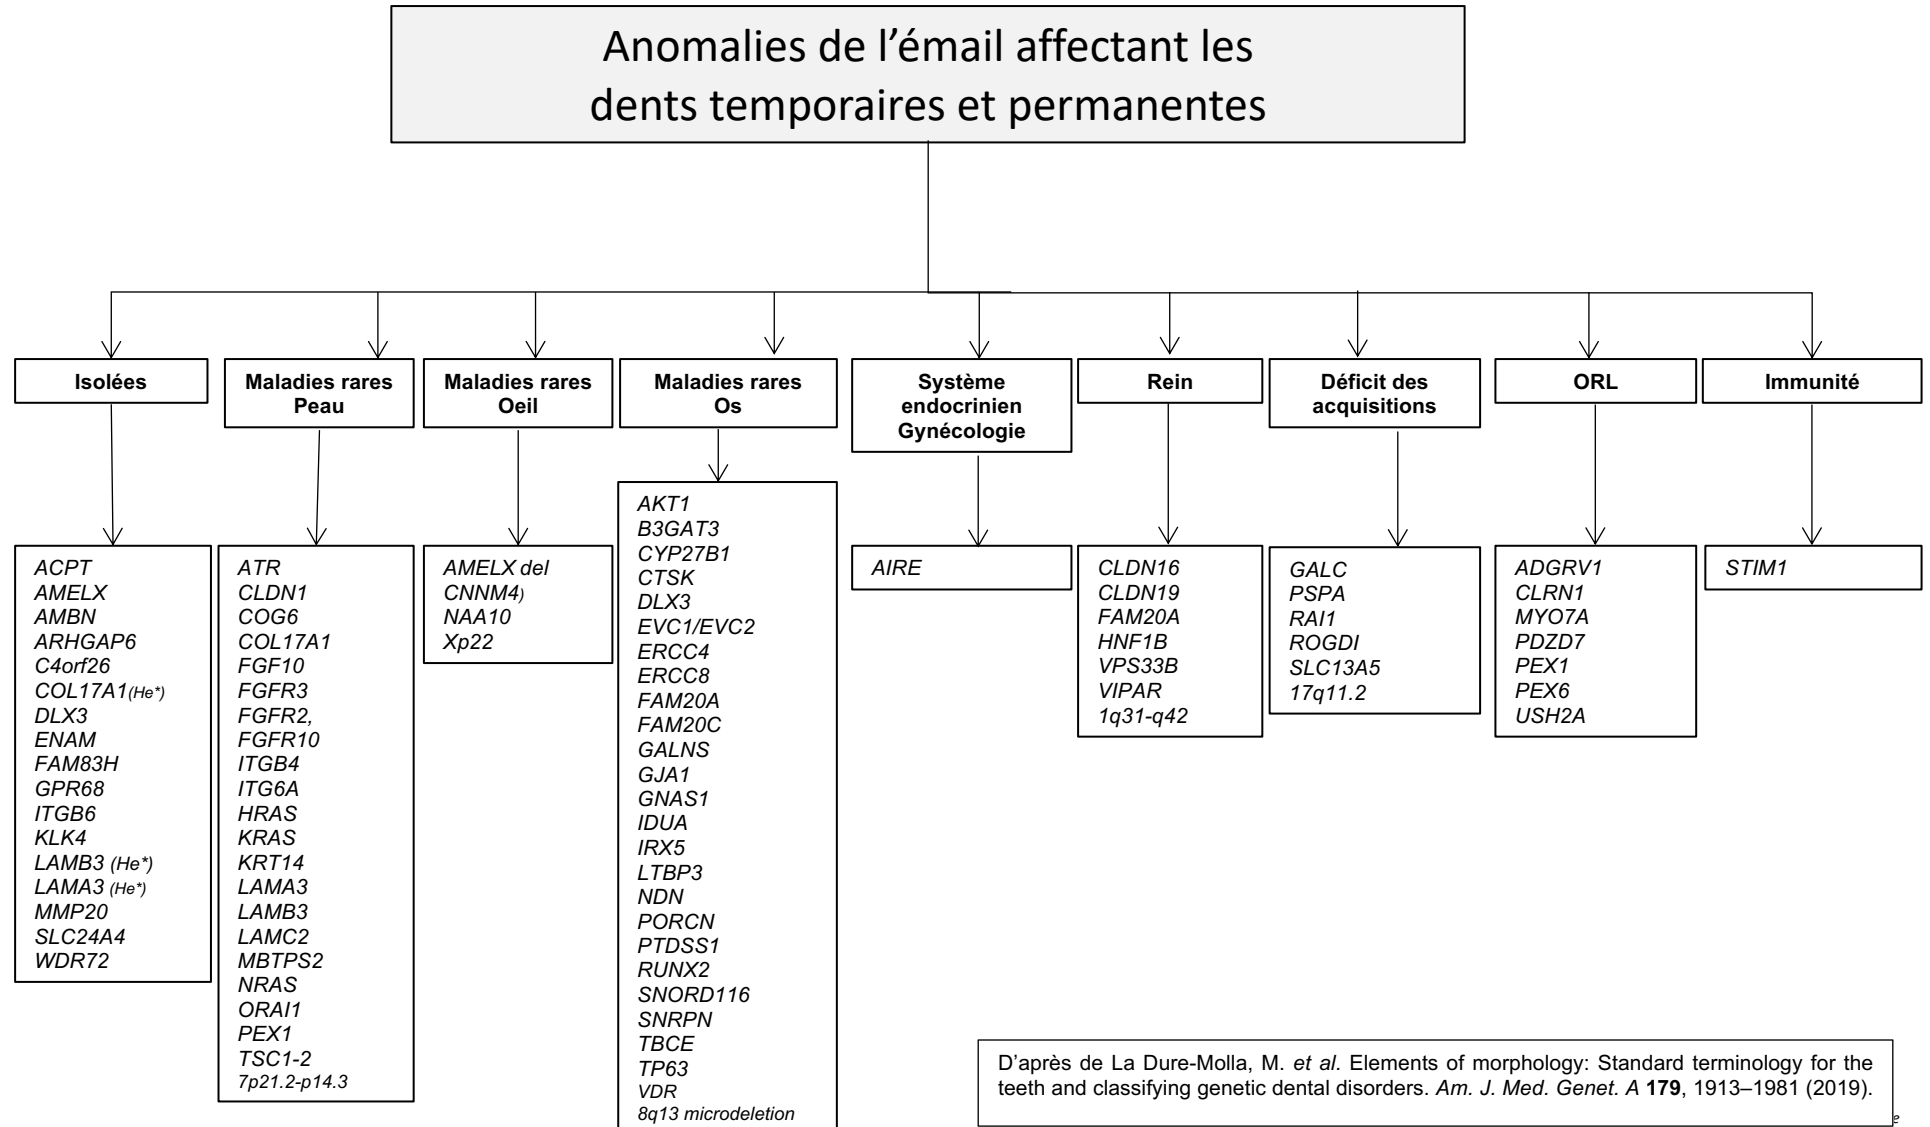 Anomalies de l'émail affectant les
dents temporaires et permanentes
Isolées
ACPT
AMELX
AMBN
ARHGAP6
C4orf26
COL17A1(He*)
DLX3
ENAM
FAM83H
GPR68
ITGB6
KLK4
LAMB3 (He*)
LAMA3 (He*)
MMP20
SLC24A4
WDR72
Maladies rares
Peau
ATR
CLDN1
COG6
COL17A1
FGF10
FGFR3
FGFR2,
FGFR10
ITGB4
ITG6A
HRAS
KRAS
KRT14
LAMA3
LAMB3
LAMC2
MBTPS2
NRAS
ORAI1
PEX1
TSC1-2
7p21.2-p14.3
Maladies rares
Oeil
AMELX del
CNNM4)
NAA10
Xp22
Maladies rares
Os
AKT1
B3GAT3
CYP27B1
CTSK
DLX3
EVC1/EVC2
ERCC4
ERCC8
FAM20A
FAM20C
GALNS
GJA1
GNAS1
IDUA
IRX5
LTBP3
NDN
PORCN
PTDSS1
RUNX2
SNORD116
SNRPN
TBCE
TP63
VDR
8q13 microdeletion
Système
endocrinien
Gynécologie
AIRE
Rein
CLDN16
CLDN19
FAM20A
HNF1B
VPS33B
VIPAR
1q31-q42
Déficit des
acquisitions
GALC
PSPA
RAI1
ROGDI
SLC13A5
17q11.2
ORL
ADGRV1
CLRN1
MYO7A
PDZD7
PEX1
PEX6
USH2A
Immunité
STIM1
D'après de La Dure-Molla, M. et al. Elements of morphology: Standard terminology for the
teeth and classifying genetic dental disorders. Am. J. Med. Genet. A 179, 1913–1981 (2019).